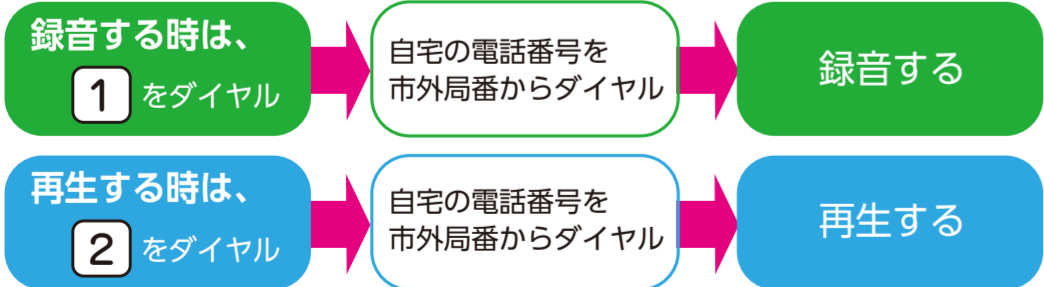 録音する時は、
1 をダイヤル
自宅の電話番号を
市外局番からダイヤル
録音する
再生する時は、
2 をダイヤル
自宅の電話番号を
市外局番からダイヤル
再生する